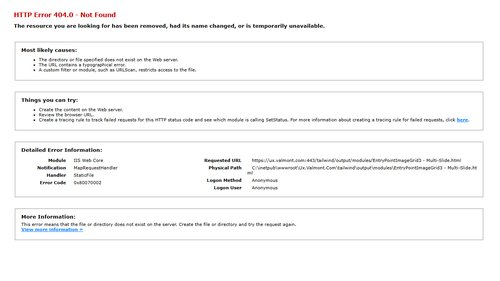 HTTP Error 404.0 - Not Found
The resource you are looking for has been removed, had its name changed, or is temporarily unavailable.
Most likely causes:
The directory or file specified does not exist on the Web server.
The URL contains a typographical error.
A custom filter or module, such as URLScan, restricts access to the file.
Things you can try:
Create the content on the Web server.
Review the browser URL.
Create a tracing rule to track failed requests for this HTTP status code and see which module is calling SetStatus. For more information about creating a tracing rule for failed requests, click here.
Detailed Error Information:
Module IIS Web Core
Notification MapRequestHandler
Handler StaticFile
Error Code 0x80070002
Requested URL https://ux.valmont.com:443/tailwind/output/modules/EntryPointImageGrid3 - Multi-Slide.html
Physical Path C:\inetpub\wwwroot\Ux.Valmont.Com\tailwind\output\modules\EntryPointImageGrid3 - Multi-Slide.ht
ml
Logon Method Anonymous
Logon User Anonymous
More Information:
This error means that the file or directory does not exist on the server. Create the file or directory and try the request again.
View more information »